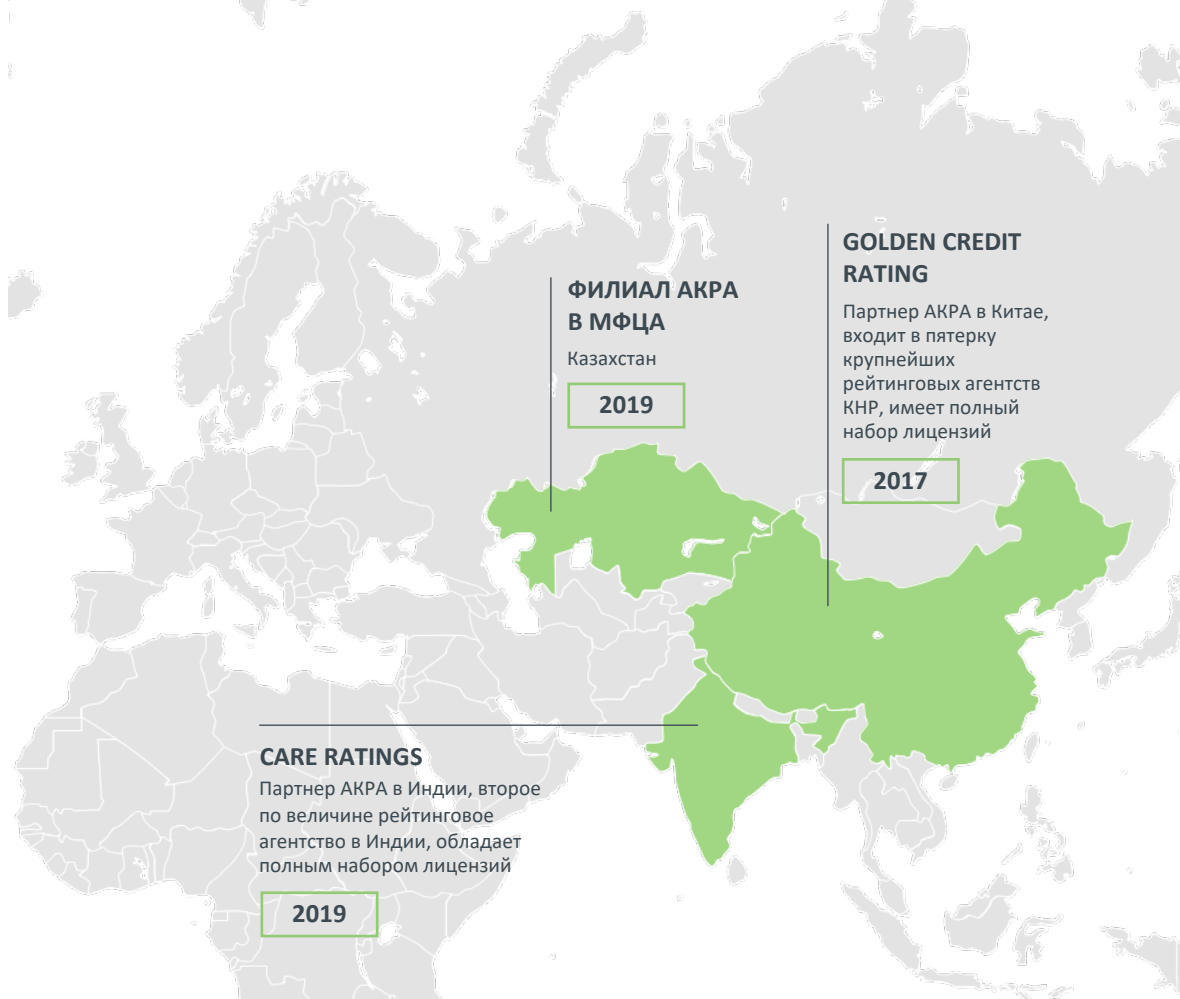 ФИЛИАЛ АКРА
В МФЦА
Казахстан
2019
GOLDEN CREDIT
RATING
Партнер АКРА в Китае,
входит в пятерку
крупнейших
рейтинговых агентств
КНР, имеет полный
набор лицензий
2017
CARE RATINGS
Партнер АКРА в Индии, второе
по величине рейтинговое
агентство в Индии, обладает
полным набором лицензий
2019